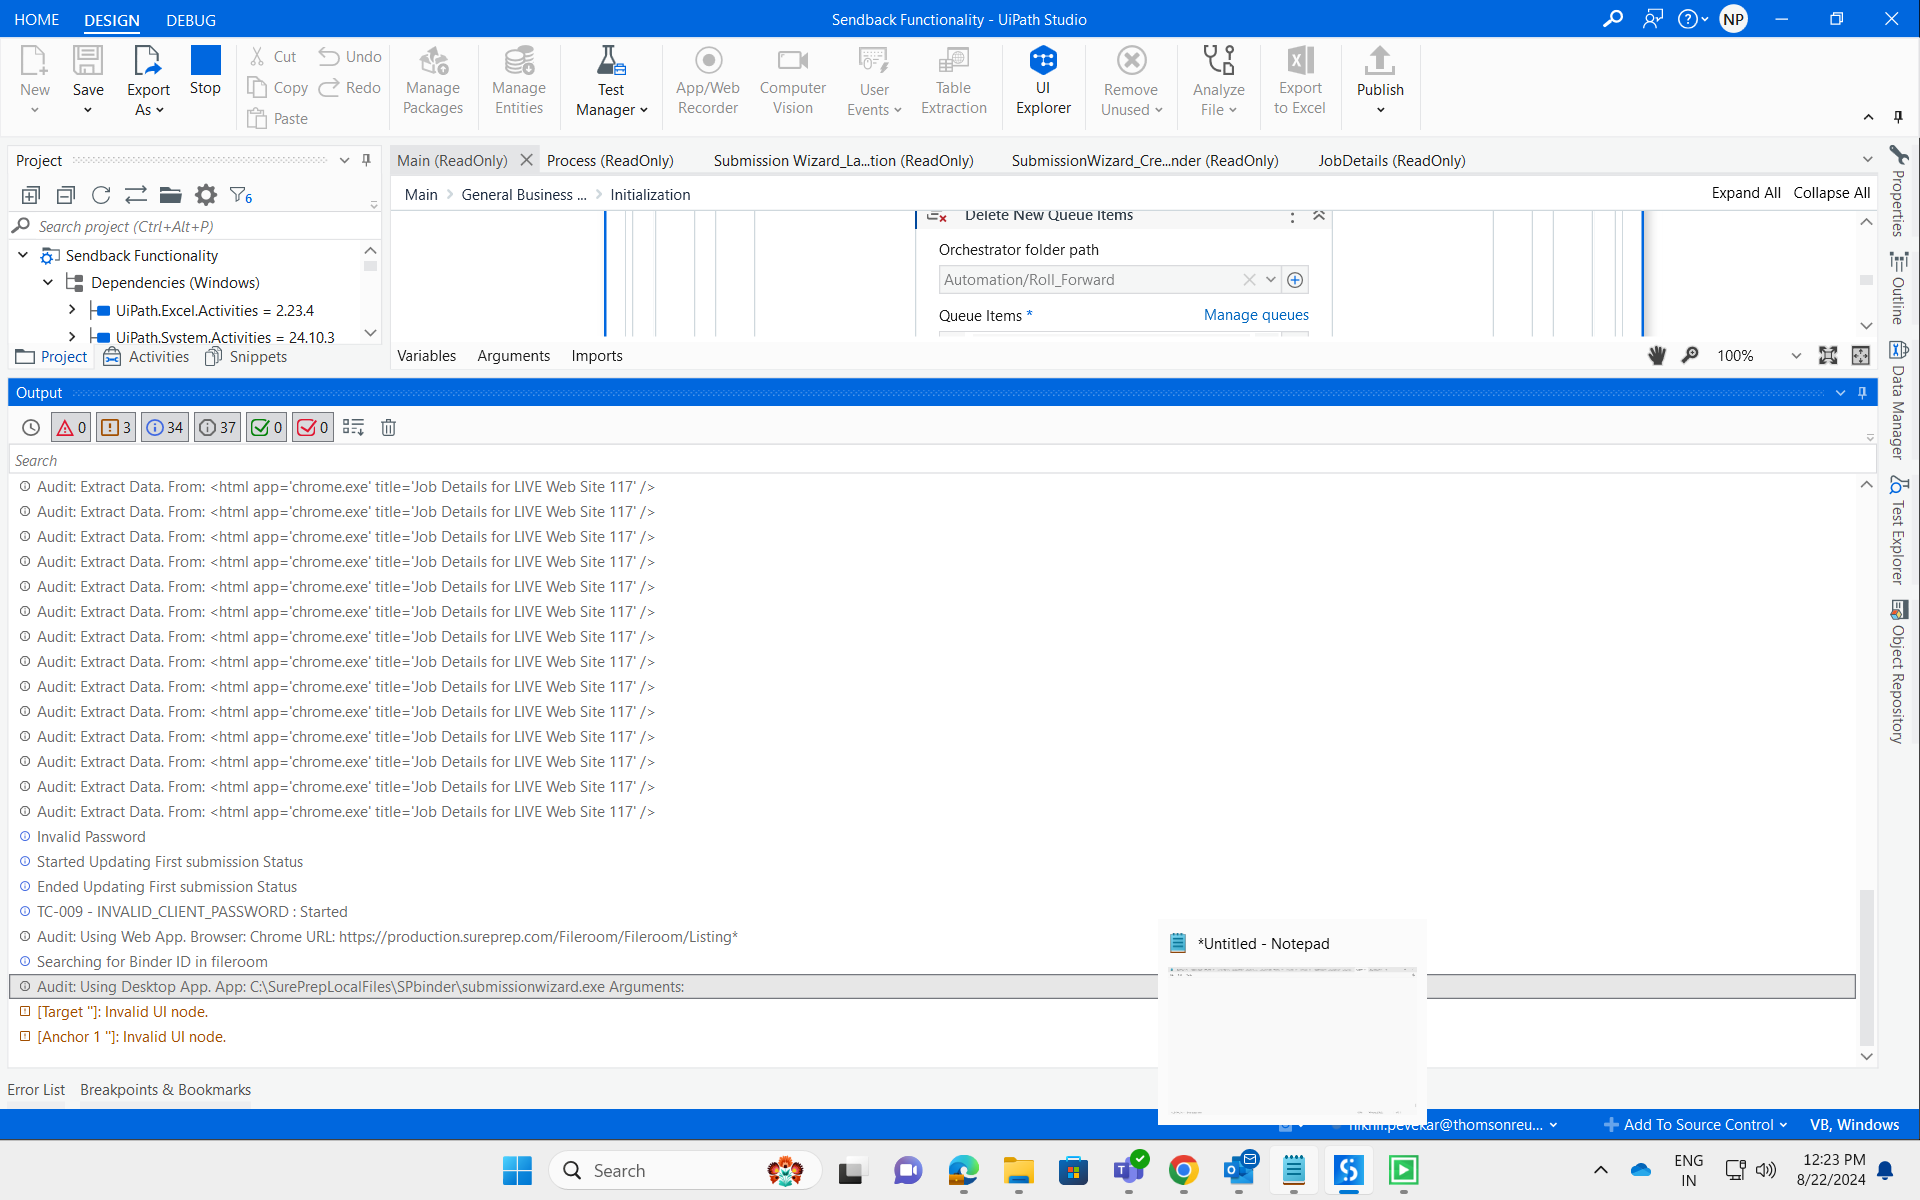 HOME DESIGN DEBUG Sendback Functionality - UiPath Studio NP
New Save Export As Stop Cut Copy Paste Undo Redo Manage Packages Manage Entities Test Manager App/Web Recorder Computer Vision User Events Table Extraction UI Explorer Remove Unused Analyze File Export to Excel Publish
Project
6
Search project (Ctrl+Alt+P)
Sendback Functionality
Dependencies (Windows)
UiPath.Excel.Activities = 2.23.4
UiPath.System.Activities = 24.10.3
Project Activities Snippets
Main (ReadOnly) Process (ReadOnly) Submission Wizard_La...tion (ReadOnly) SubmissionWizard_Cre...nder (ReadOnly) JobDetails (ReadOnly)
Main General Business ... Initialization Expand All Collapse All
Delete New Queue Items
Orchestrator folder path
Automation/Roll_Forward
Queue Items * Manage queues
Variables Arguments Imports 100%
Properties
Outline
Data Manager
Test Explorer
Object Repository
Output
0 3 34 37 0 0
Search
Audit: Extract Data. From: <html app='chrome.exe' title='Job Details for LIVE Web Site 117' />
Audit: Extract Data. From: <html app='chrome.exe' title='Job Details for LIVE Web Site 117' />
Audit: Extract Data. From: <html app='chrome.exe' title='Job Details for LIVE Web Site 117' />
Audit: Extract Data. From: <html app='chrome.exe' title='Job Details for LIVE Web Site 117' />
Audit: Extract Data. From: <html app='chrome.exe' title='Job Details for LIVE Web Site 117' />
Audit: Extract Data. From: <html app='chrome.exe' title='Job Details for LIVE Web Site 117' />
Audit: Extract Data. From: <html app='chrome.exe' title='Job Details for LIVE Web Site 117' />
Audit: Extract Data. From: <html app='chrome.exe' title='Job Details for LIVE Web Site 117' />
Audit: Extract Data. From: <html app='chrome.exe' title='Job Details for LIVE Web Site 117' />
Audit: Extract Data. From: <html app='chrome.exe' title='Job Details for LIVE Web Site 117' />
Audit: Extract Data. From: <html app='chrome.exe' title='Job Details for LIVE Web Site 117' />
Audit: Extract Data. From: <html app='chrome.exe' title='Job Details for LIVE Web Site 117' />
Audit: Extract Data. From: <html app='chrome.exe' title='Job Details for LIVE Web Site 117' />
Audit: Extract Data. From: <html app='chrome.exe' title='Job Details for LIVE Web Site 117' />
Invalid Password
Started Updating First submission Status
Ended Updating First submission Status
TC-009 - INVALID_CLIENT_PASSWORD : Started
Audit: Using Web App. Browser: Chrome URL: https://production.sureprep.com/Fileroom/Fileroom/Listing*
Searching for Binder ID in fileroom
Audit: Using Desktop App. App: C:\SurePrepLocalFiles\SPbinder\submissionwizard.exe Arguments:
[Target '']: Invalid UI node.
[Anchor 1 '']: Invalid UI node.
*Untitled - Notepad
Error List Breakpoints & Bookmarks
nikhil.pevekar@thomsonreu... Add To Source Control VB, Windows
Search ENG IN 12:23 PM 8/22/2024